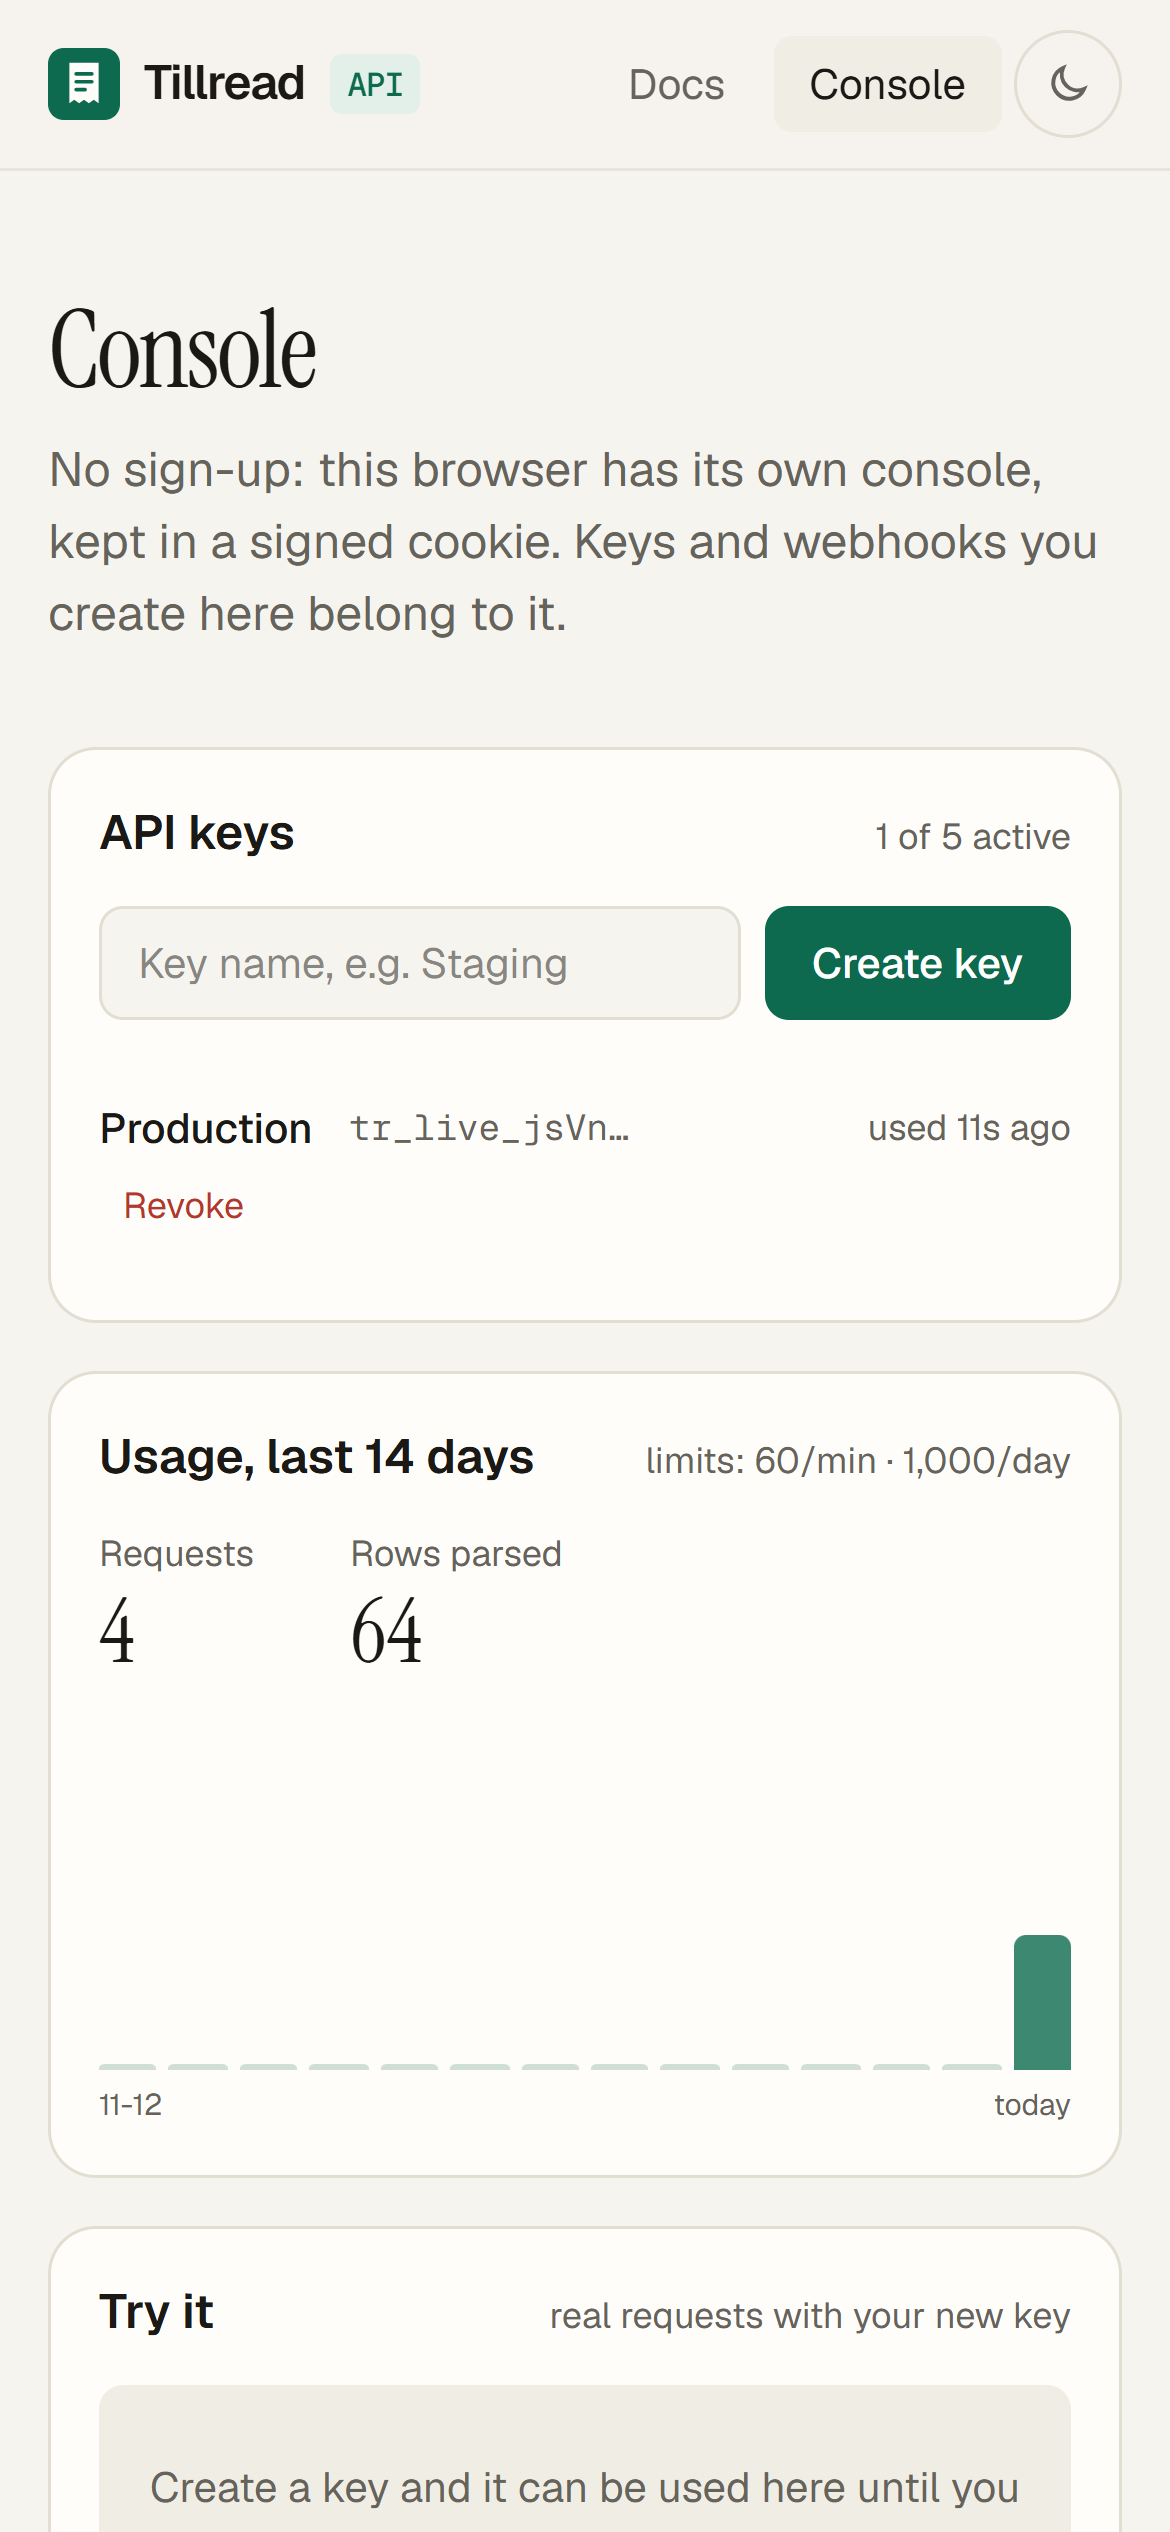 Tillread API Docs Console
Console
No sign-up: this browser has its own console,
kept in a signed cookie. Keys and webhooks you
create here belong to it.
API keys 1 of 5 active
Key name, e.g. Staging Create key
Production tr_live_jsVn… used 11s ago
Revoke
Usage, last 14 days limits: 60/min · 1,000/day
Requests Rows parsed
4 64
11-12 today
Try it real requests with your new key
Create a key and it can be used here until you